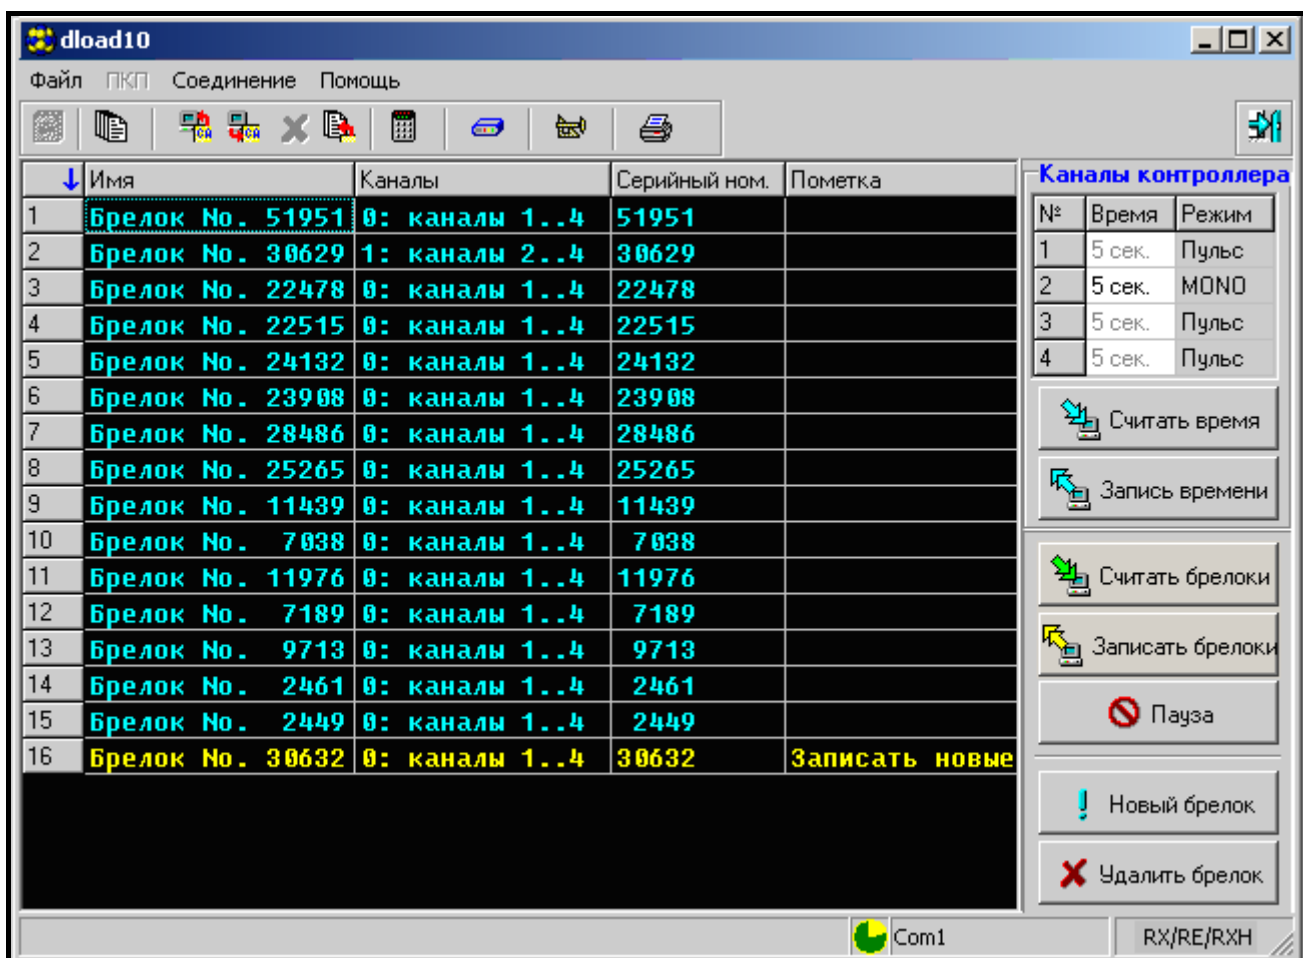 dload10
Файл ПКП Соединение Помощь
Имя Каналы Серийный ном. Пометка
1 Брелок No. 51951 0: каналы 1..4 51951
2 Брелок No. 30629 1: каналы 2..4 30629
3 Брелок No. 22478 0: каналы 1..4 22478
4 Брелок No. 22515 0: каналы 1..4 22515
5 Брелок No. 24132 0: каналы 1..4 24132
6 Брелок No. 23908 0: каналы 1..4 23908
7 Брелок No. 28486 0: каналы 1..4 28486
8 Брелок No. 25265 0: каналы 1..4 25265
9 Брелок No. 11439 0: каналы 1..4 11439
10 Брелок No. 7038 0: каналы 1..4 7038
11 Брелок No. 11976 0: каналы 1..4 11976
12 Брелок No. 7189 0: каналы 1..4 7189
13 Брелок No. 9713 0: каналы 1..4 9713
14 Брелок No. 2461 0: каналы 1..4 2461
15 Брелок No. 2449 0: каналы 1..4 2449
16 Брелок No. 30632 0: каналы 1..4 30632 Записать новые
Каналы контроллера
№ Время Режим
1 5 сек. Пульс
2 5 сек. MONO
3 5 сек. Пульс
4 5 сек. Пульс
Считать время
Запись времени
Считать брелоки
Записать брелоки
Пауза
Новый брелок
Удалить брелок
Com1 RX/RE/RXH